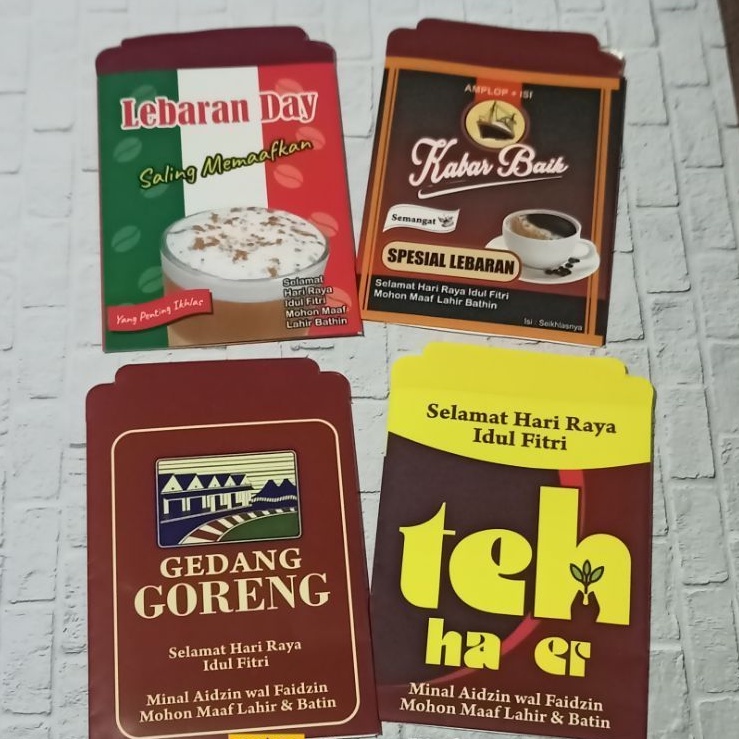 Lebaran Day
Saling Memaafkan
Selamat
Hari Raya
Idul Fitri
Mohon Maaf
Lahir Bathin
Yang Penting Ikhlas
AMPLOP • ISI
Kabar Baik
Semangat
SPESIAL LEBARAN
Selamat Hari Raya Idul Fitri
Mohon Maaf Lahir Bathin
Isi : Seikhlasnya
GEDANG
GORENG
Selamat Hari Raya
Idul Fitri
Minal Aidzin wal Faidzin
Mohon Maaf Lahir & Batin
Selamat Hari Raya
Idul Fitri
teh
ha er
Minal Aidzin wal Faidzin
Mohon Maaf Lahir & Batin